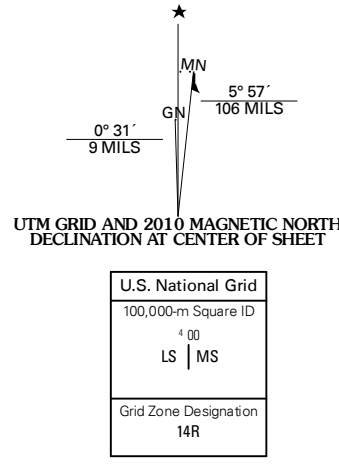 ★
MN
GN
5° 57´
106 MILS
0° 31´
9 MILS
UTM GRID AND 2010 MAGNETIC NORTH
DECLINATION AT CENTER OF SHEET
U.S. National Grid
100,000-m Square ID
4 00
LS | MS
Grid Zone Designation
14R